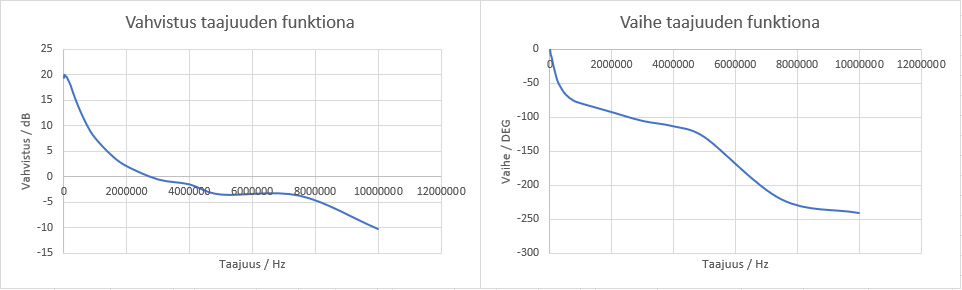 Vahvistus taajuuden funktiona
25
20
15
10
5
0
-5
-10
-15
0 2000000 4000000 6000000 8000000 10000000 12000000
Vahvistus / dB
Taajuus / Hz
Vaihe taajuuden funktiona
0
-50
-100
-150
-200
-250
-300
0 2000000 4000000 6000000 8000000 10000000 12000000
Vaihe / DEG
Taajuus / Hz